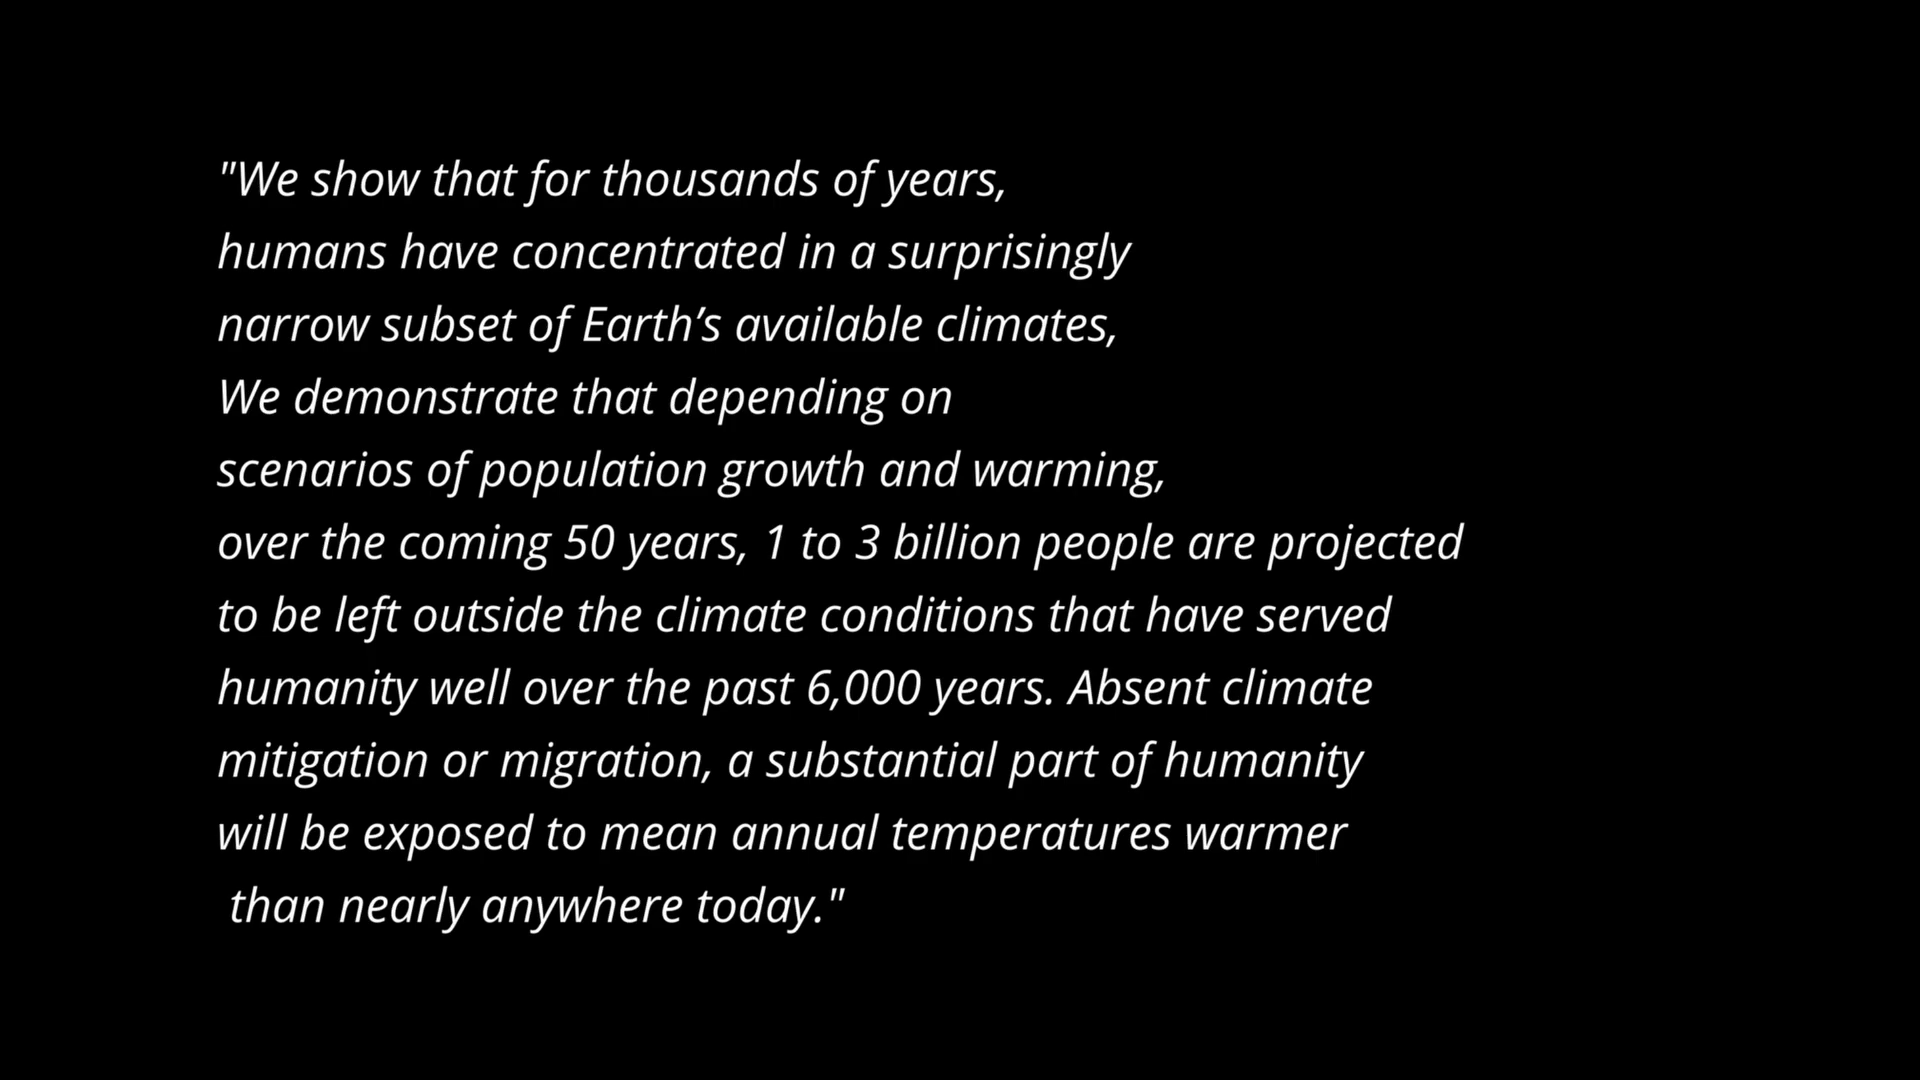 "We show that for thousands of years,
humans have concentrated in a surprisingly
narrow subset of Earth’s available climates,
We demonstrate that depending on
scenarios of population growth and warming,
over the coming 50 years, 1 to 3 billion people are projected
to be left outside the climate conditions that have served
humanity well over the past 6,000 years. Absent climate
mitigation or migration, a substantial part of humanity
will be exposed to mean annual temperatures warmer
than nearly anywhere today."